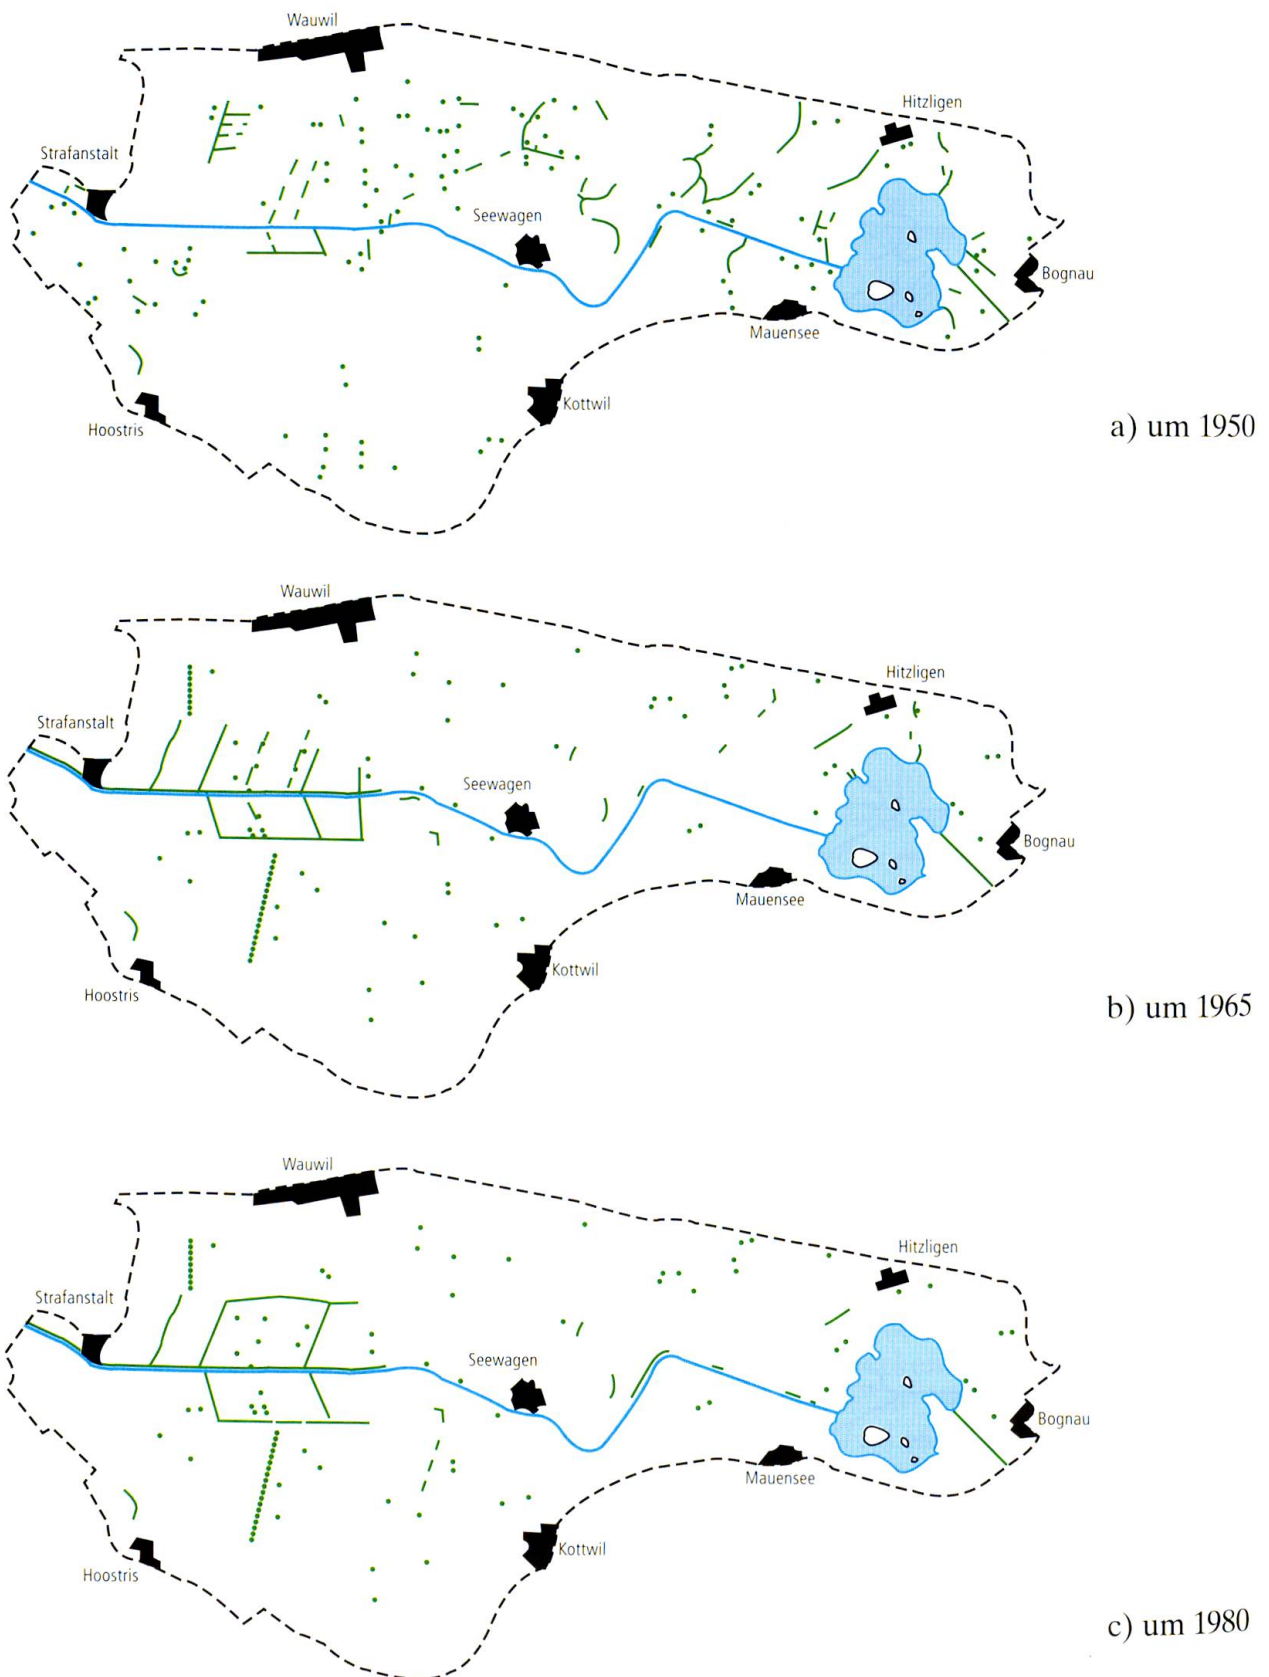 Wauwil
Hitzligen
Strafanstalt
Seewagen
Bognau
Mauensee
Kottwil
Hoostris
a) um 1950
Wauwil
Hitzligen
Strafanstalt
Seewagen
Bognau
Mauensee
Kottwil
Hoostris
b) um 1965
Wauwil
Hitzligen
Strafanstalt
Seewagen
Bognau
Mauensee
Kottwil
Hoostris
c) um 1980